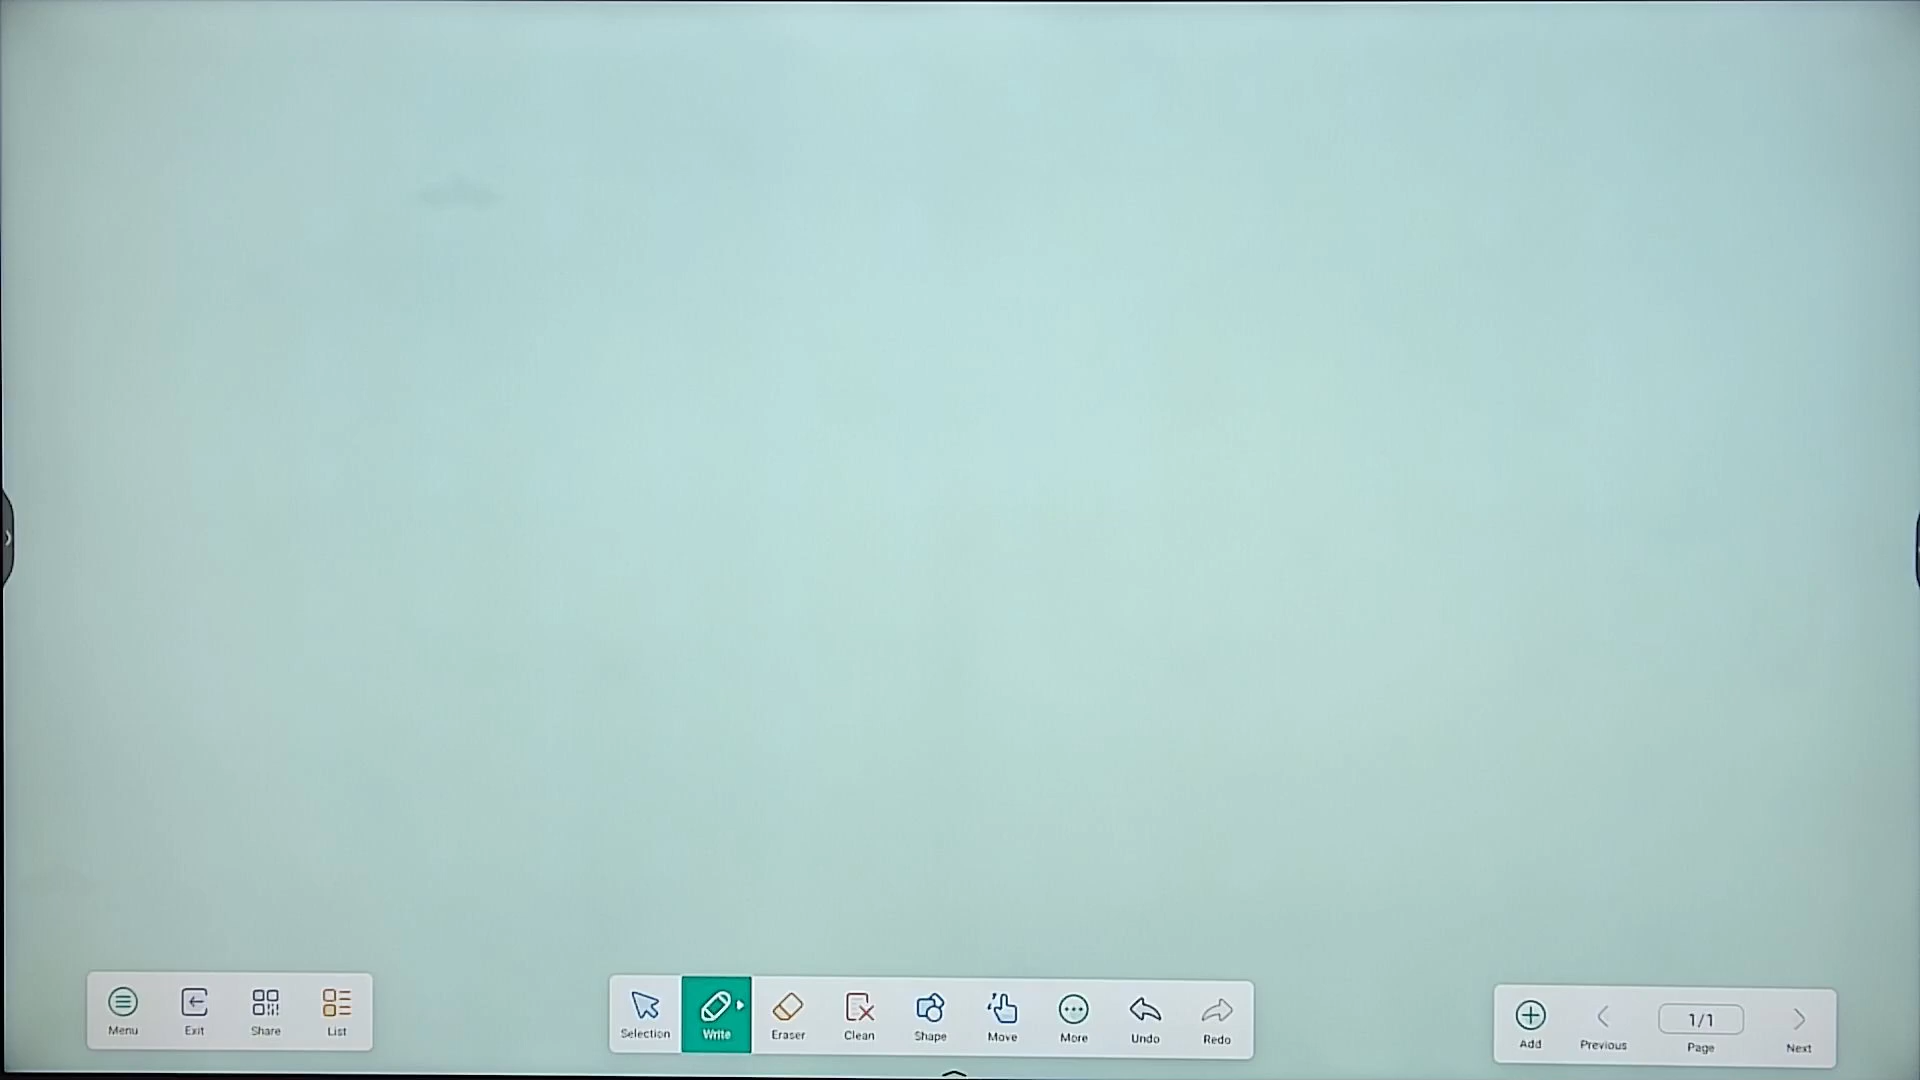 Menu Exit Share List
Selection Write Eraser Clean Shape Move More Undo Redo
Add Previous 1/1 Page Next